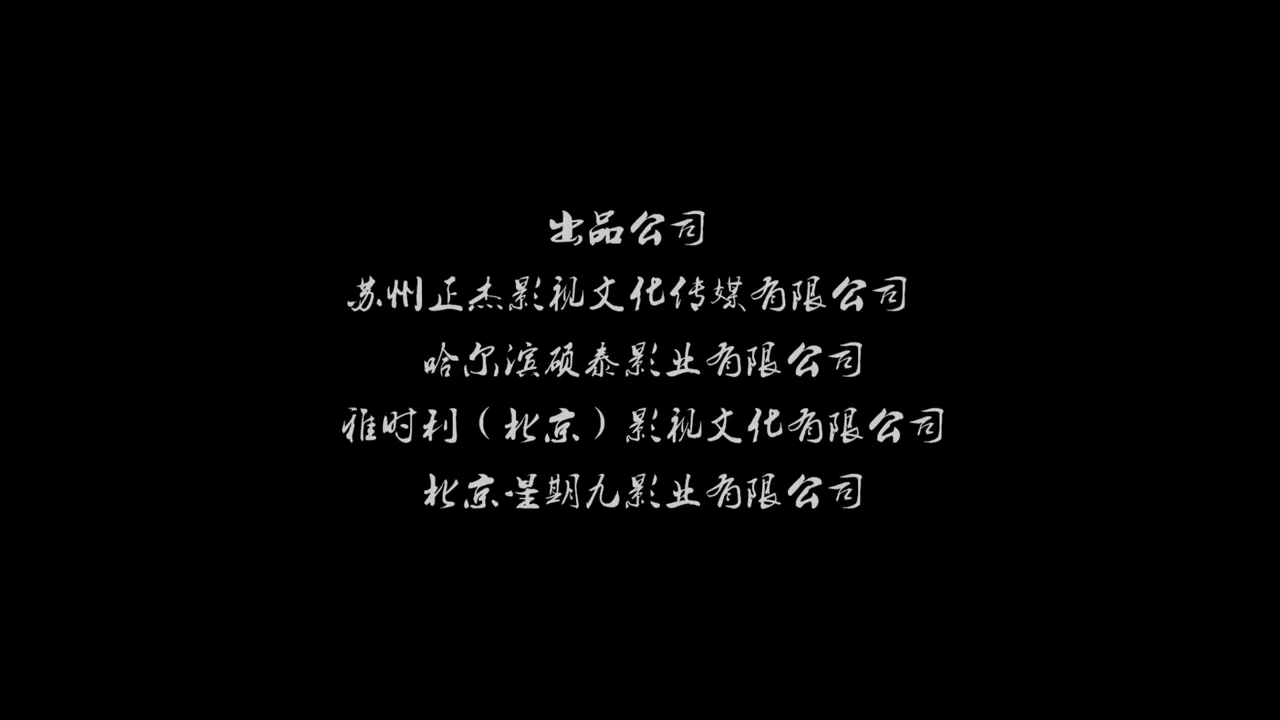 出品公司
苏州正杰影视文化传媒有限公司
哈尔滨硕泰影业有限公司
雅时利（北京）影视文化有限公司
北京星期九影业有限公司